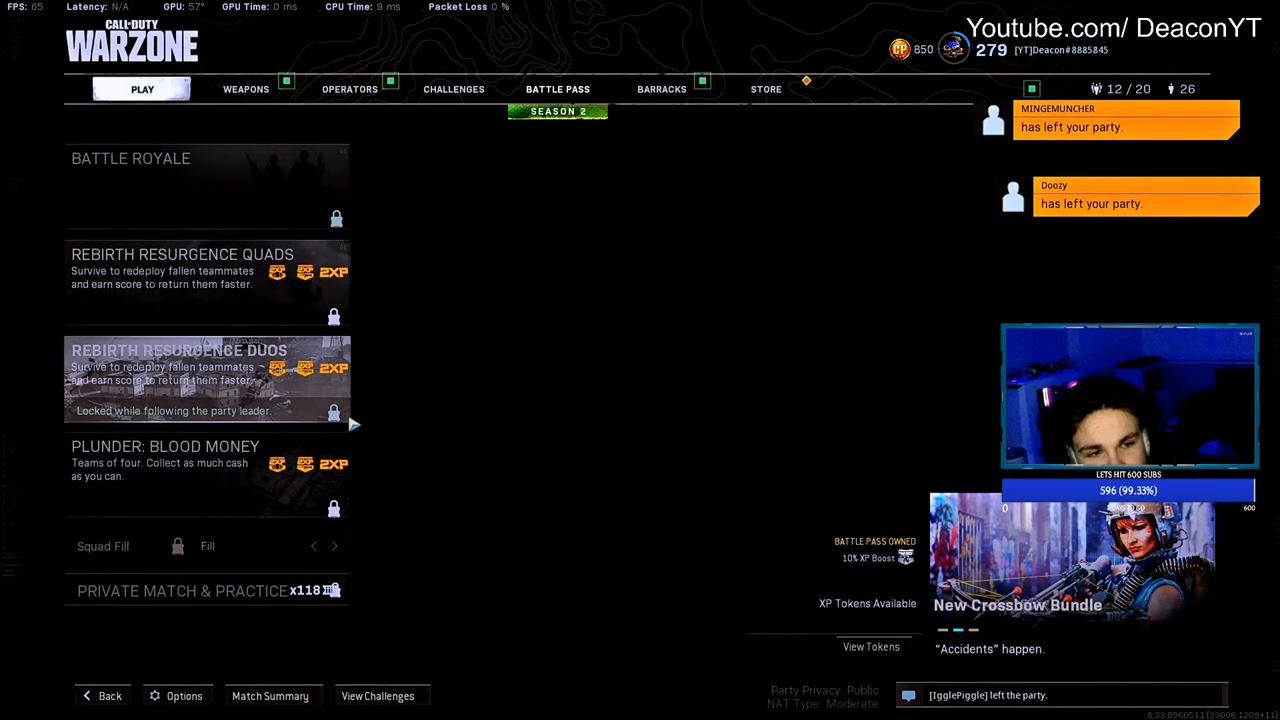 FPS: 65 Latency: N/A GPU: 57° GPU Time: 0 ms CPU Time: 9 ms Packet Loss 0 %
Youtube.com/ DeaconYT
CALL OF DUTY
WARZONE
CP 850 279 [YT]Deacon#8885845
PLAY WEAPONS OPERATORS CHALLENGES BATTLE PASS BARRACKS STORE 12 / 20 26
SEASON 2
MINGEMUNCHER
has left your party.
Doozy
has left your party.
BATTLE ROYALE
REBIRTH RESURGENCE QUADS
Survive to redeploy fallen teammates
and earn score to return them faster.
2XP 2XP 2XP
REBIRTH RESURGENCE DUOS
Survive to redeploy fallen teammates
and earn score to return them faster.
2XP 2XP 2XP
Locked while following the party leader.
PLUNDER: BLOOD MONEY
Teams of four. Collect as much cash
as you can.
2XP 2XP 2XP
Squad Fill Fill
PRIVATE MATCH & PRACTICE x118
LETS HIT 600 SUBS
596 (99.33%)
0 600
BATTLE PASS OWNED
10% XP Boost
XP Tokens Available
View Tokens
New Crossbow Bundle
“Accidents” happen.
Back Options Match Summary View Challenges
Party Privacy: Public
NAT Type: Moderate
[IgglePiggle] left the party.